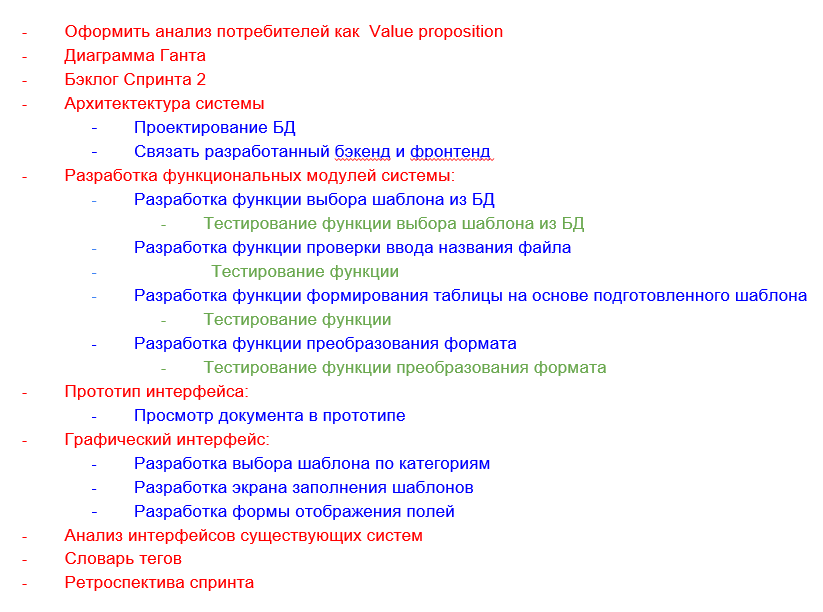 - Оформить анализ потребителей как Value proposition
- Диаграмма Ганта
- Бэклог Спринта 2
- Архитектектура системы
- Проектирование БД
- Связать разработанный бэкенд и фронтенд
- Разработка функциональных модулей системы:
- Разработка функции выбора шаблона из БД
- Тестирование функции выбора шаблона из БД
- Разработка функции проверки ввода названия файла
- Тестирование функции
- Разработка функции формирования таблицы на основе подготовленного шаблона
- Тестирование функции
- Разработка функции преобразования формата
- Тестирование функции преобразования формата
- Прототип интерфейса:
- Просмотр документа в прототипе
- Графический интерфейс:
- Разработка выбора шаблона по категориям
- Разработка экрана заполнения шаблонов
- Разработка формы отображения полей
- Анализ интерфейсов существующих систем
- Словарь тегов
- Ретроспектива спринта